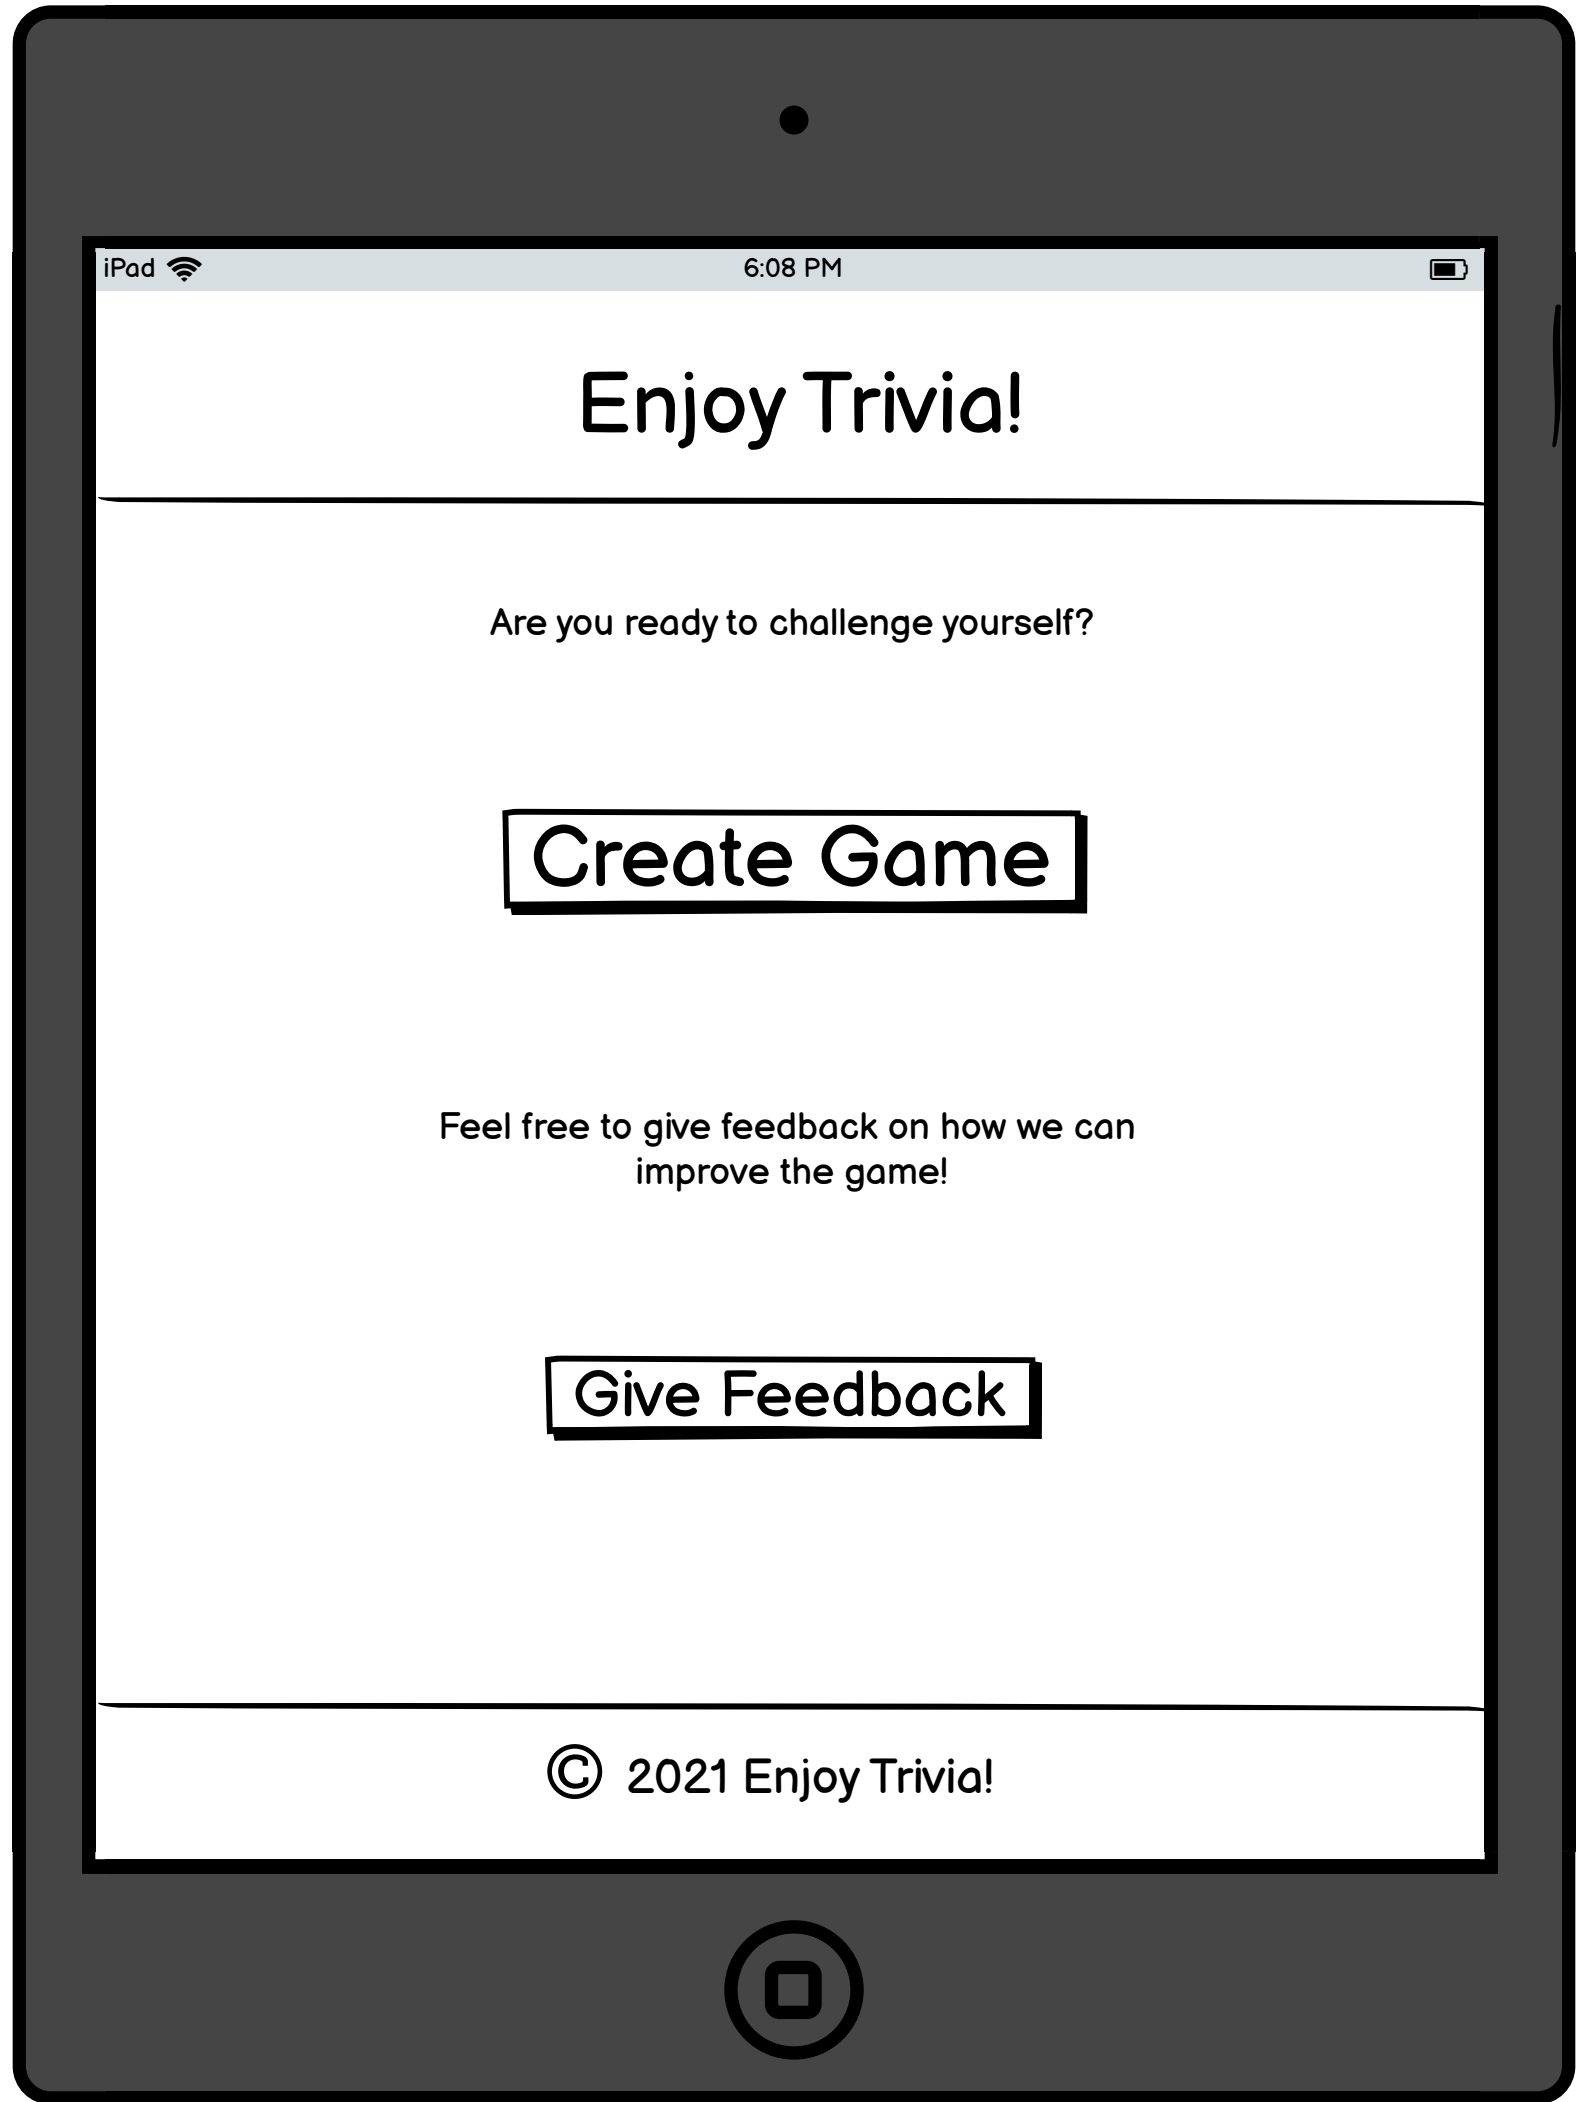 iPad
6:08 PM
Enjoy Trivia!
Are you ready to challenge yourself?
Create Game
Feel free to give feedback on how we can
improve the game!
Give Feedback
© 2021 Enjoy Trivia!